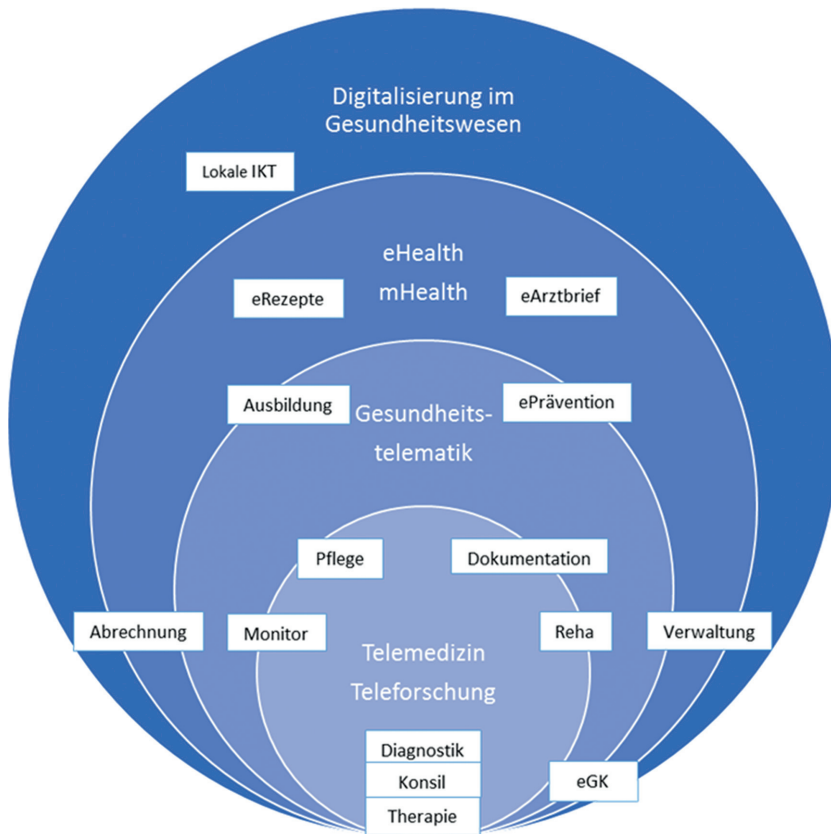 Digitalisierung im
Gesundheitswesen
Lokale IKT
eHealth
mHealth
eRezepte
eArztbrief
Ausbildung
ePrävention
Gesundheits-
telematik
Pflege
Dokumentation
Abrechnung
Monitor
Reha
Verwaltung
Telemedizin
Teleforschung
Diagnostik
Konsil
eGK
Therapie